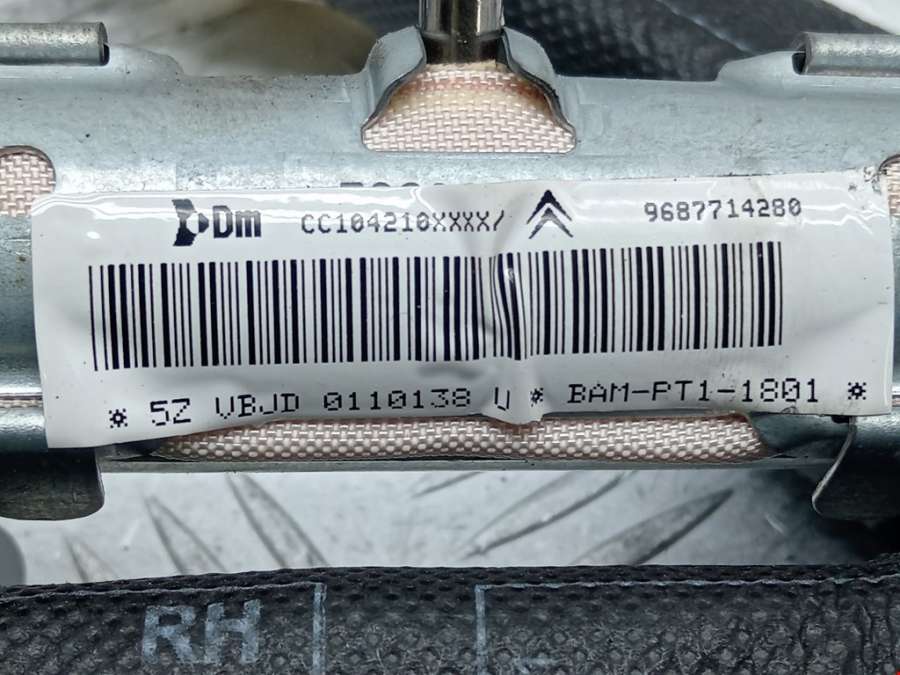 Dm CC104210XXXX/ 9687714280
* 5Z VBJD 0110138 U * BAM-PT1-1801 *
RH